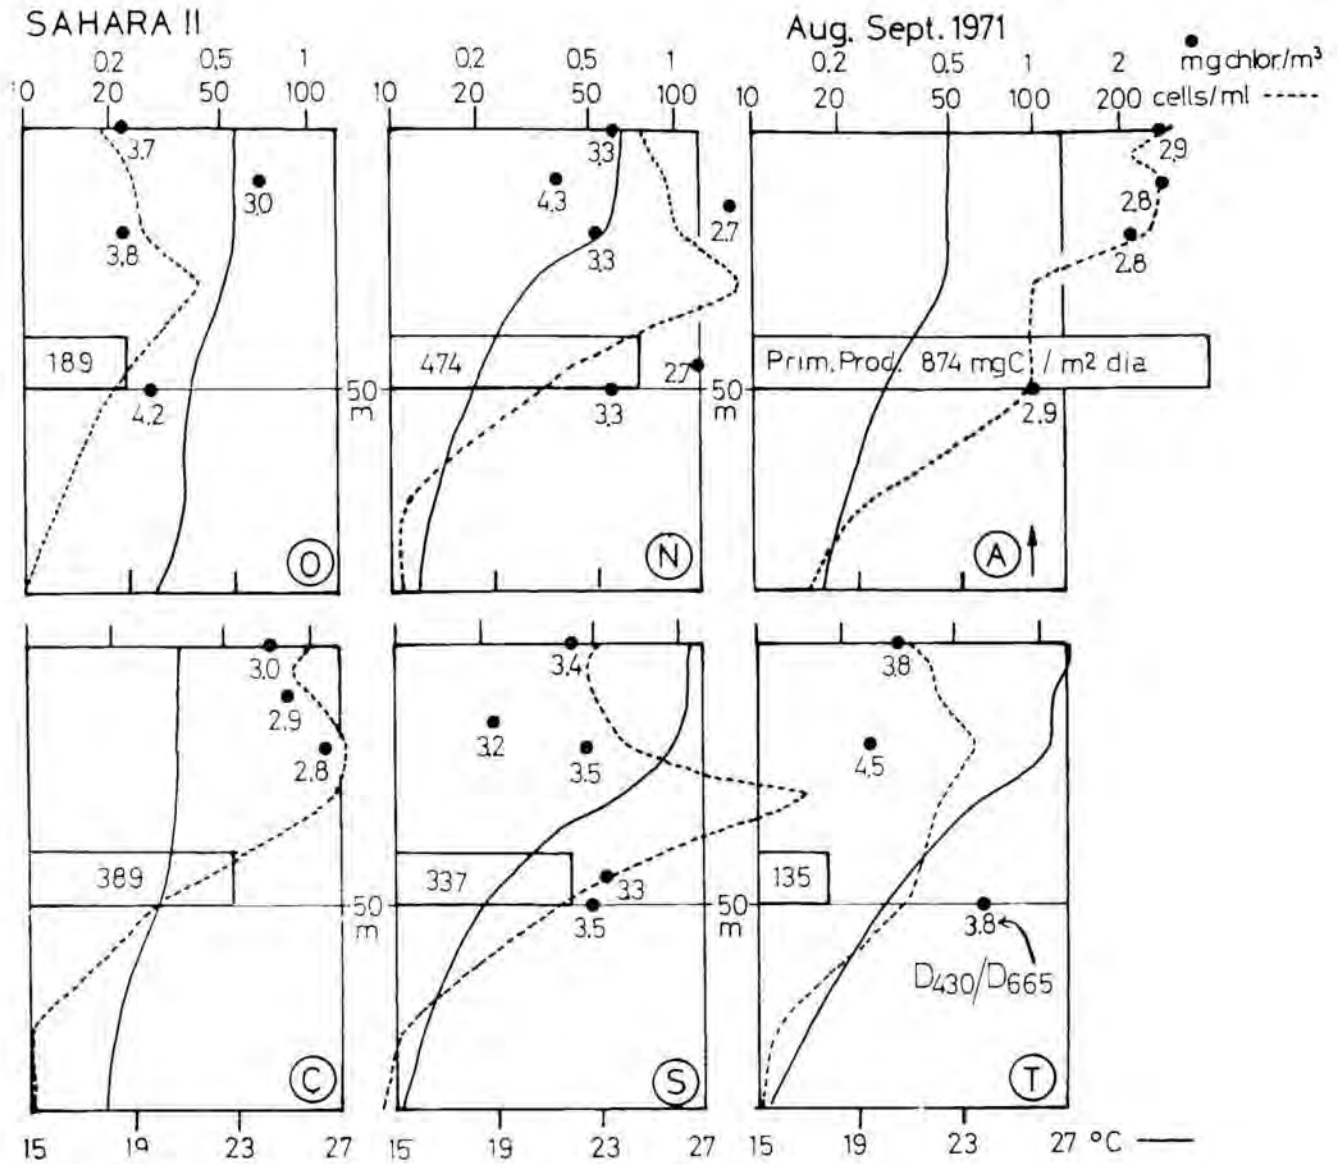 SAHARA II
Aug. Sept. 1971
0,2 0,5 1 0,2 0,5 1 0,2 0,5 1 2 mg chlor./m³
10 20 50 100 10 20 50 100 10 20 50 100 200 cells/ml
3.7 3,0 3.8 4.2
189
O
3,3 4,3 3,3 2.7 2.7 3,3
474
50 m
N
2,9 2,8 2.8 2.9
Prim. Prod. 874 mgC / m2 dia
50 m
A
3,0 2.9 2.8
389
C
3,4 3,2 3,5 3,3 3.5
337
50 m
S
3.8 4,5 3.8
135
50 m
D430/D665
T
15 19 23 27 15 19 23 27 15 19 23 27 °C